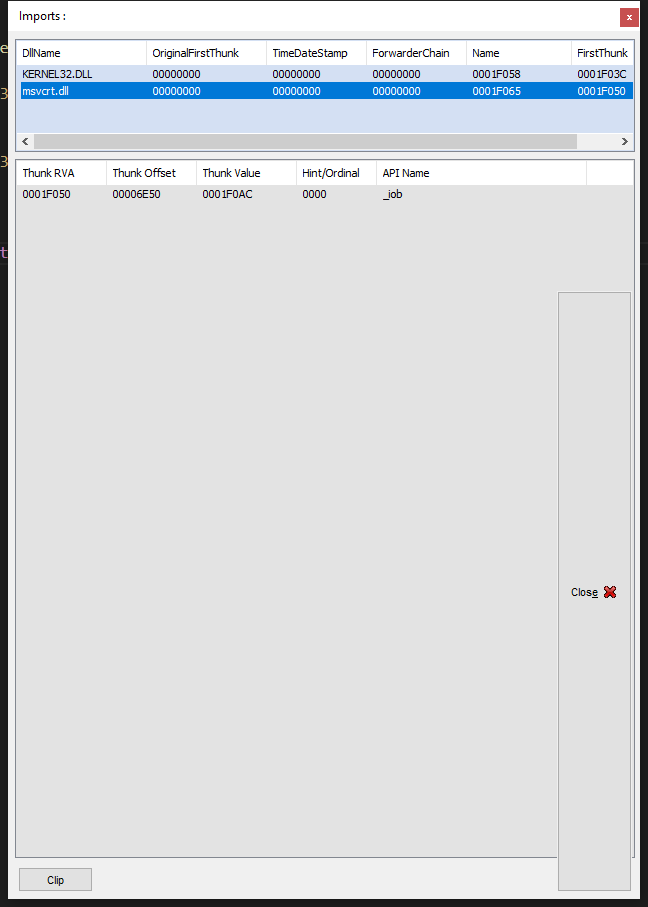 Imports :
x
DllName OriginalFirstThunk TimeDateStamp ForwarderChain Name FirstThunk
KERNEL32.DLL 00000000 00000000 00000000 0001F058 0001F03C
msvcrt.dll 00000000 00000000 00000000 0001F065 0001F050
Thunk RVA Thunk Offset Thunk Value Hint/Ordinal API Name
0001F050 00006E50 0001F0AC 0000 _iob
Close
Clip
e
3
3
t